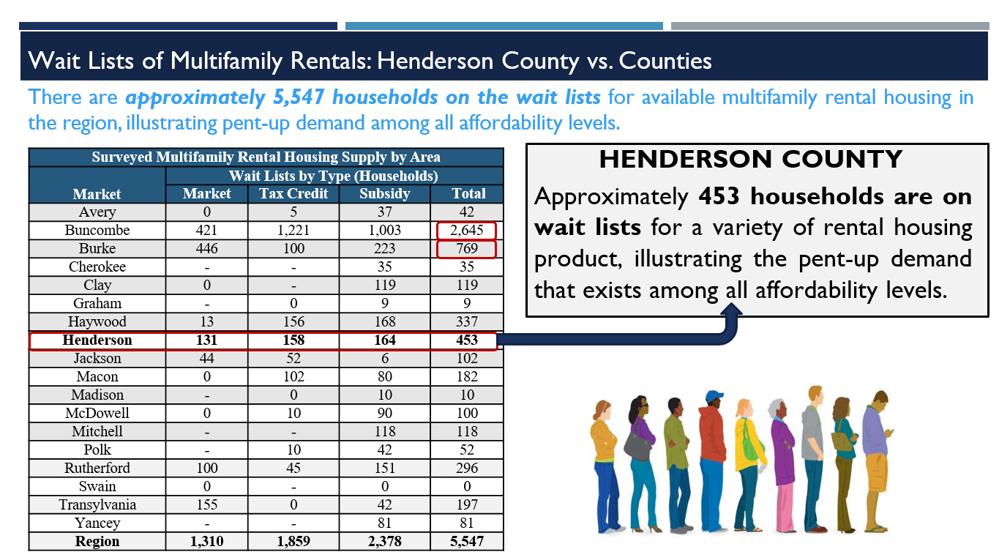 Wait Lists of Multifamily Rentals: Henderson County vs. Counties
There are approximately 5,547 households on the wait lists for available multifamily rental housing in
the region, illustrating pent-up demand among all affordability levels.
Surveyed Multifamily Rental Housing Supply by Area
Wait Lists by Type (Households)
Market Market Tax Credit Subsidy Total
Avery 0 5 37 42
Buncombe 421 1,221 1,003 2,645
Burke 446 100 223 769
Cherokee - - 35 35
Clay 0 - 119 119
Graham - 0 9 9
Haywood 13 156 168 337
Henderson 131 158 164 453
Jackson 44 52 6 102
Macon 0 102 80 182
Madison - 0 10 10
McDowell 0 10 90 100
Mitchell - - 118 118
Polk - 10 42 52
Rutherford 100 45 151 296
Swain 0 - 0 0
Transylvania 155 0 42 197
Yancey - - 81 81
Region 1,310 1,859 2,378 5,547
HENDERSON COUNTY
Approximately 453 households are on
wait lists for a variety of rental housing
product, illustrating the pent-up demand
that exists among all affordability levels.